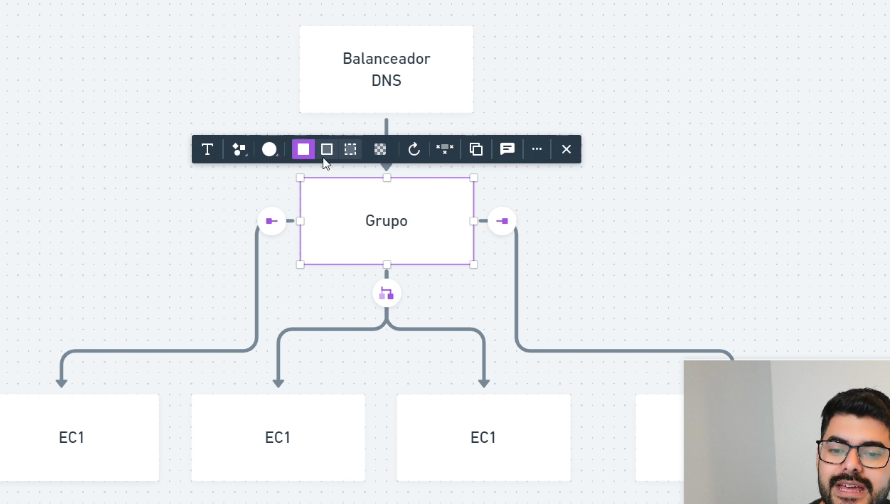 Balanceador
DNS
T
Grupo
EC1
EC1
EC1